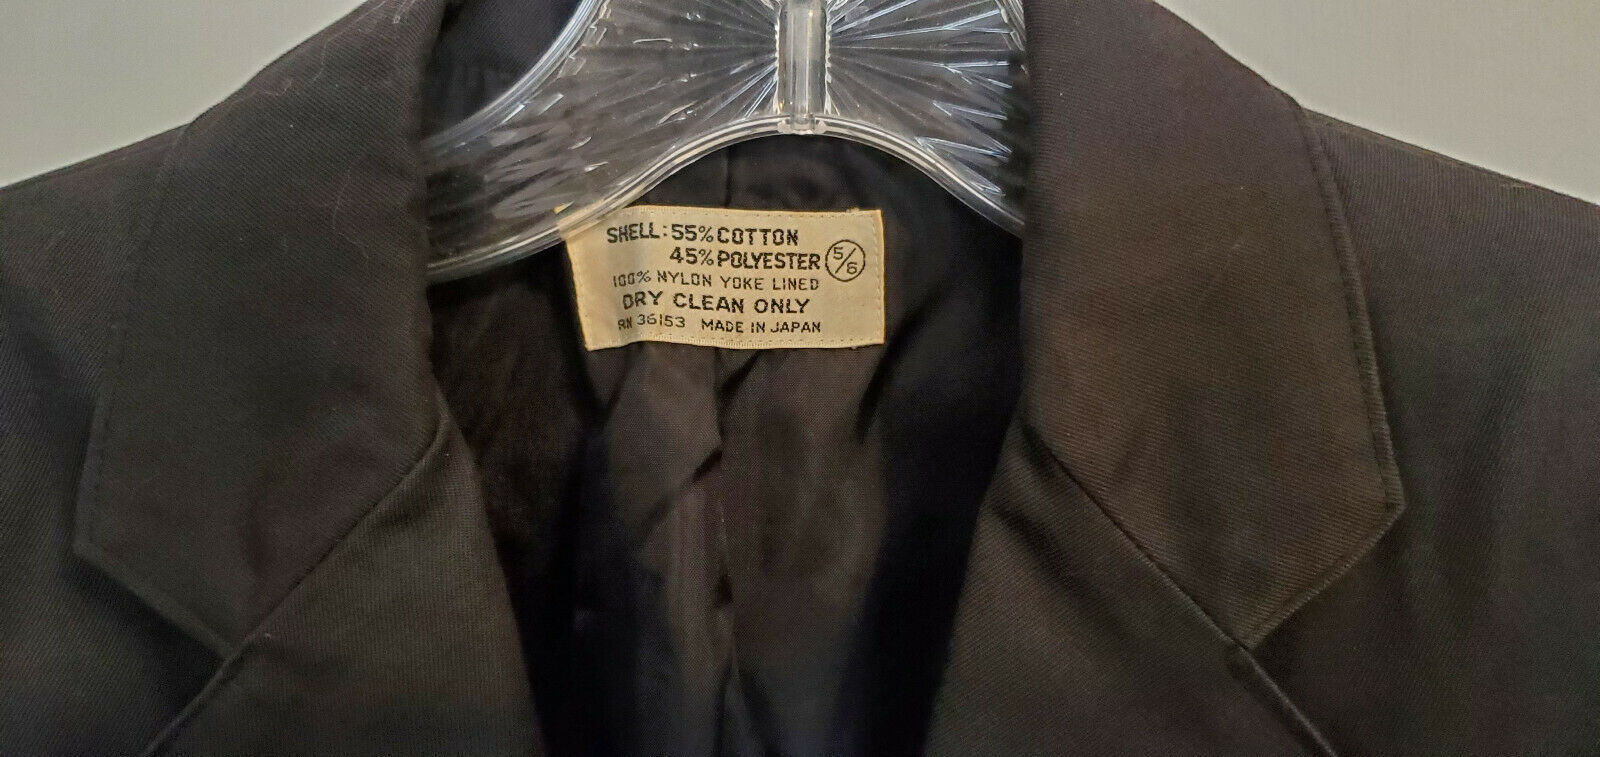 SHELL: 55% COTTON
45% POLYESTER 5/6
100% NYLON YOKE LINED
DRY CLEAN ONLY
RN 36153 MADE IN JAPAN